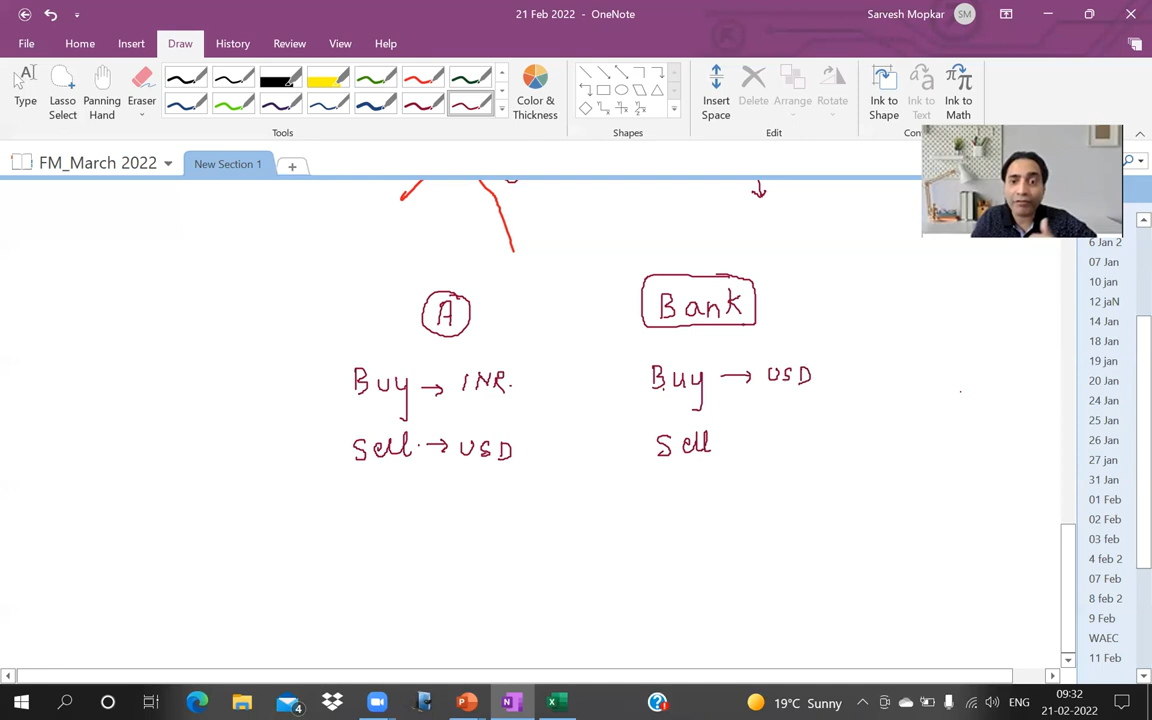 21 Feb 2022 - OneNote
Sarvesh Mopkar SM
File Home Insert Draw History Review View Help
Type Lasso Select Panning Hand Eraser Color & Thickness Insert Space Delete Arrange Rotate Ink to Shape Ink to Text Ink to Math
Tools Shapes Edit
FM_March 2022 New Section 1
A Bank
Buy → INR. Buy → USD
Sell → USD Sell
6 Jan 2
07 Jan
10 jan
12 jaN
14 Jan
18 Jan
19 jan
20 Jan
24 Jan
25 Jan
26 Jan
27 jan
31 Jan
01 Feb
02 Feb
03 feb
4 feb 2
07 Feb
8 feb 2
9 Feb
WAEC
11 Feb
19°C Sunny ENG 09:32
21-02-2022